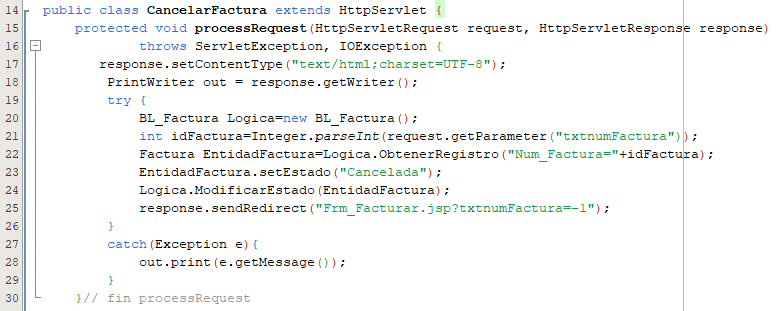 14 public class CancelarFactura extends HttpServlet {
15 protected void processRequest(HttpServletRequest request, HttpServletResponse response)
16 throws ServletException, IOException {
17 response.setContentType("text/html;charset=UTF-8");
18 PrintWriter out = response.getWriter();
19 try {
20 BL_Factura Logica=new BL_Factura();
21 int idFactura=Integer.parseInt(request.getParameter("txtnumFactura"));
22 Factura EntidadFactura=Logica.ObtenerRegistro("Num_Factura="+idFactura);
23 EntidadFactura.setEstado("Cancelada");
24 Logica.ModificarEstado(EntidadFactura);
25 response.sendRedirect("Frm_Facturar.jsp?txtnumFactura=-1");
26 }
27 catch(Exception e){
28 out.print(e.getMessage());
29 }
30 }// fin processRequest